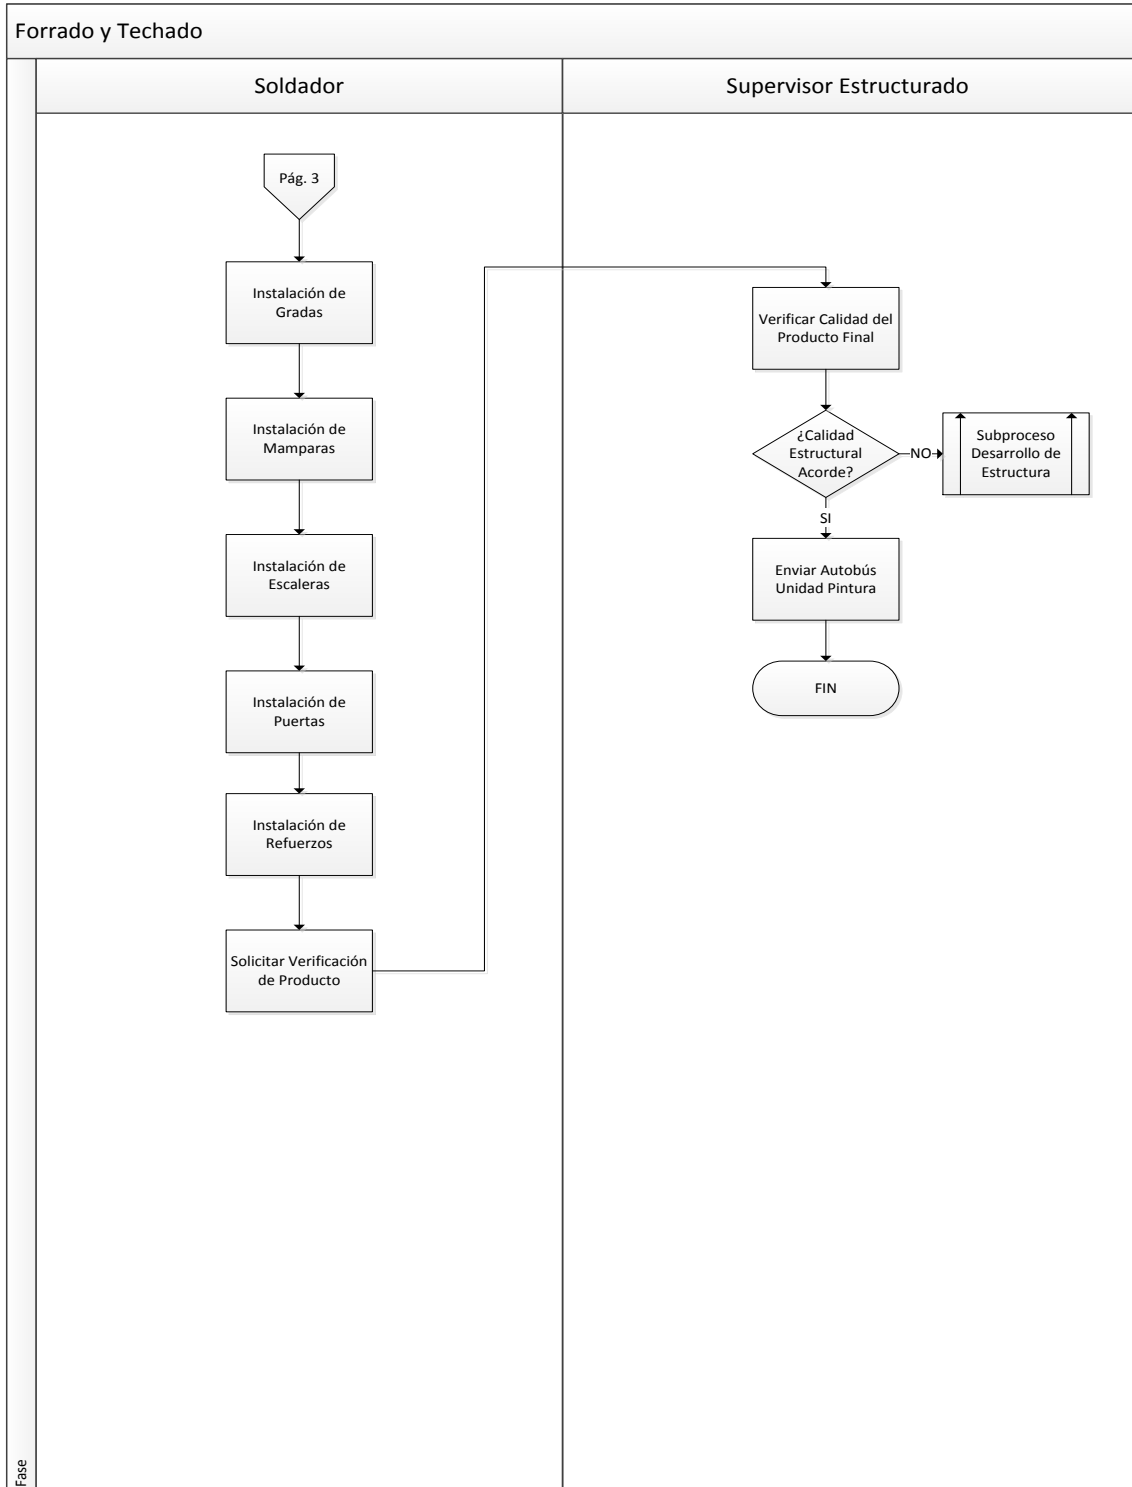 Forrado y Techado
Soldador
Supervisor Estructurado
Pág. 3
Instalación de
Gradas
Instalación de
Mamparas
Instalación de
Escaleras
Instalación de
Puertas
Instalación de
Refuerzos
Solicitar Verificación
de Producto
Verificar Calidad del
Producto Final
¿Calidad
Estructural
Acorde?
NO
Subproceso
Desarrollo de
Estructura
SI
Enviar Autobús
Unidad Pintura
FIN
Fase